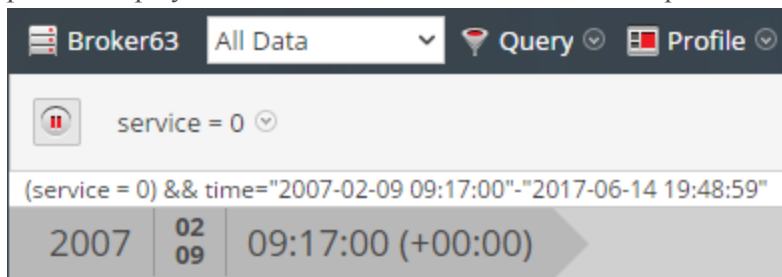 Broker63 All Data Query Profile
service = 0
(service = 0) && time="2007-02-09 09:17:00"-"2017-06-14 19:48:59"
2007 02 09 09:17:00 (+00:00)